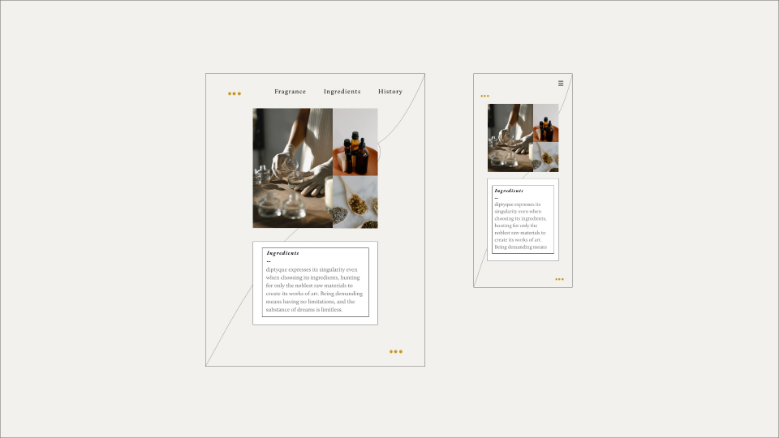 Fragrance Ingredients History
Ingredients
diptyque expresses its singularity even
when choosing its ingredients, hunting
for only the noblest raw materials to
create its works of art. Being demanding
means having no limitations, and the
substance of dreams is limitless.
Ingredients
diptyque expresses its
singularity even when
choosing its ingredients,
hunting for only the
noblest raw materials to
create its works of art.
Being demanding means